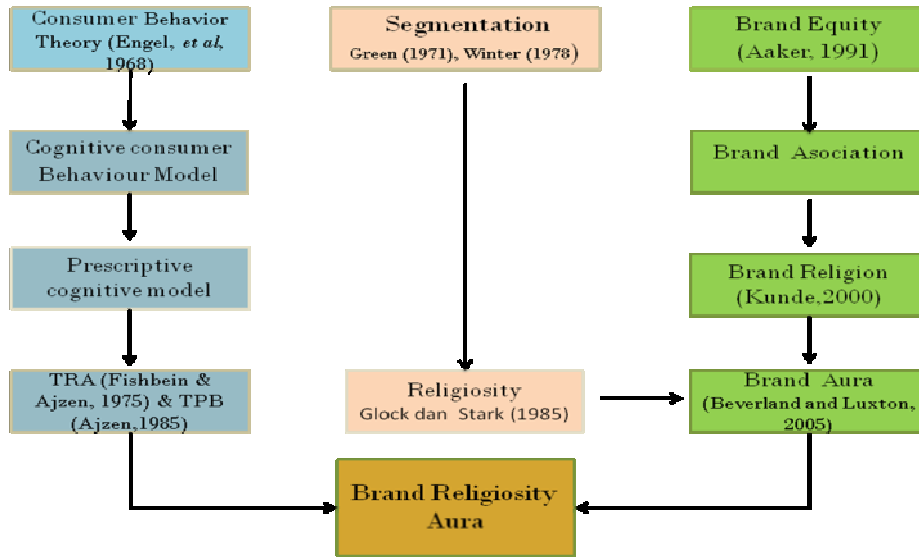 Consumer Behavior
Theory (Engel, et al,
1968)
Cognitive consumer
Behaviour Model
Prescriptive
cognitive model
TRA (Fishbein &
Ajzen, 1975) & TPB
(Ajzen,1985)
Segmentation
Green (1971), Winter (1978)
Religiosity
Glock dan Stark (1985)
Brand Equity
(Aaker, 1991)
Brand Asociation
Brand Religion
(Kunde,2000)
Brand Aura
(Beverland and Luxton,
2005)
Brand Religiosity
Aura